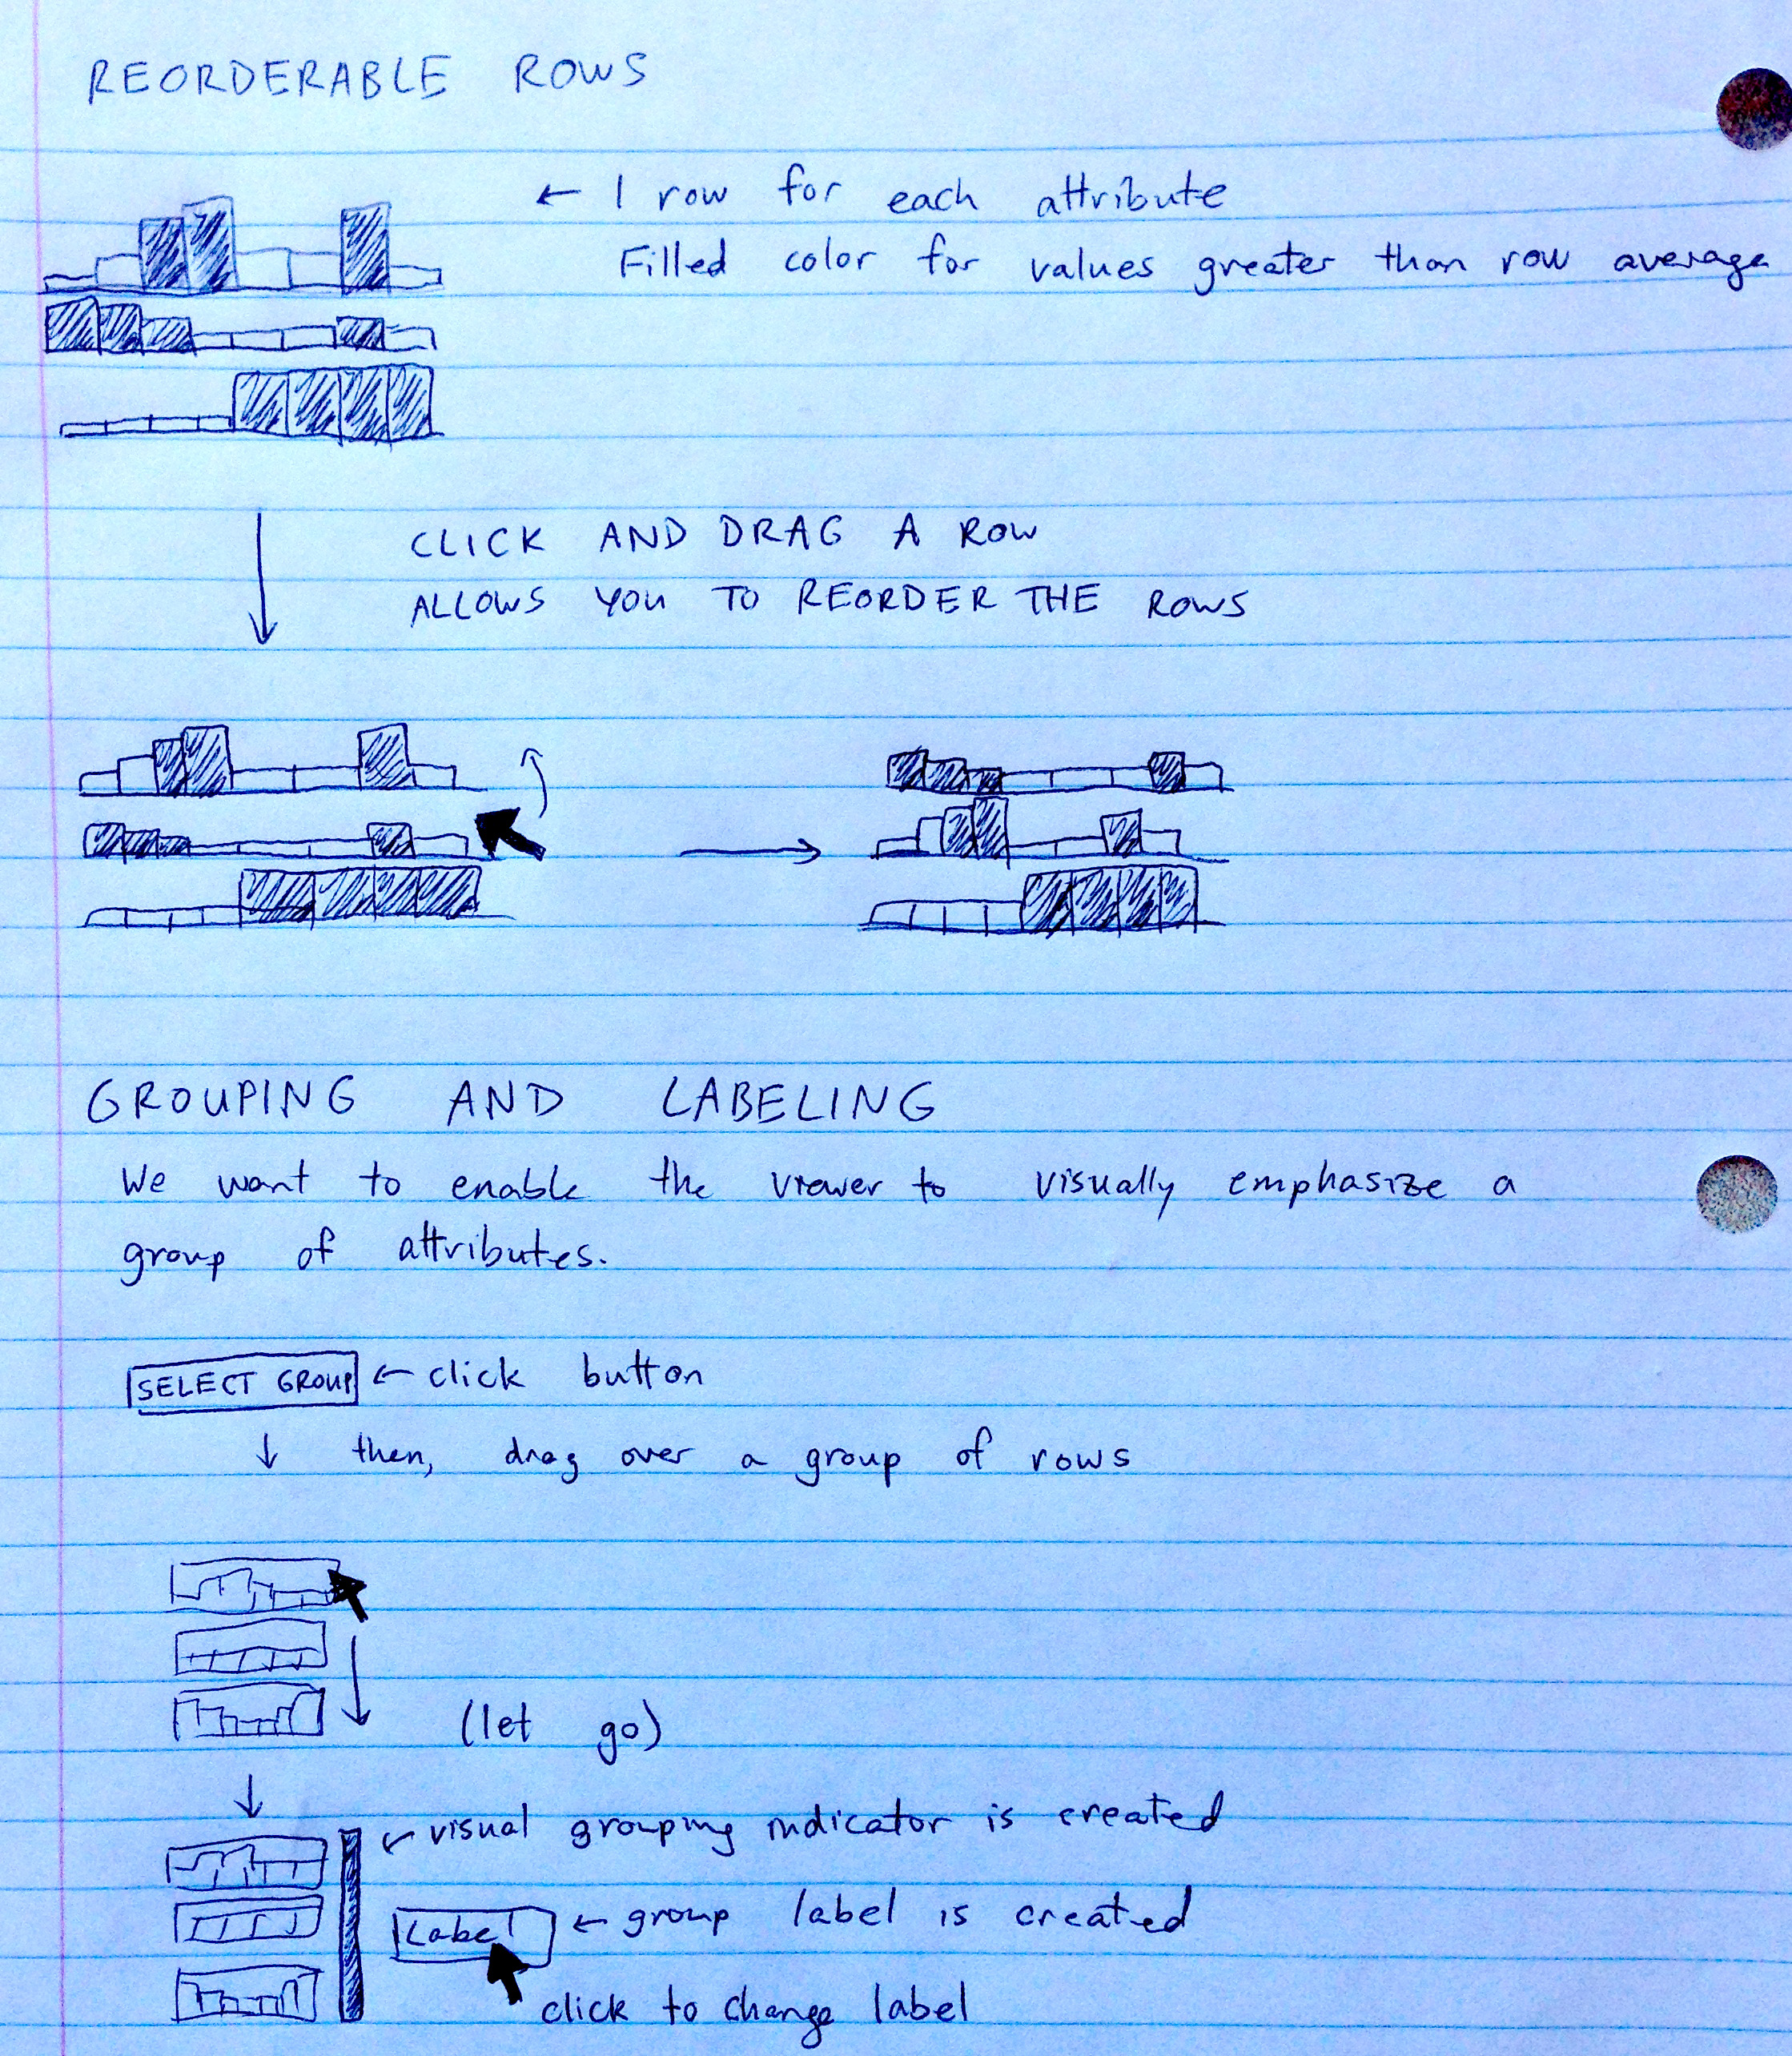 REORDERABLE ROWS
← 1 row for each attribute
Filled color for values greater than row average
CLICK AND DRAG A ROW
ALLOWS YOU TO REORDER THE ROWS
GROUPING AND LABELING
We want to enable the viewer to visually emphasize a
group of attributes.
SELECT GROUP ← click button
↓ then, drag over a group of rows
(let go)
← visual grouping indicator is created
Label ← group label is created
click to change label